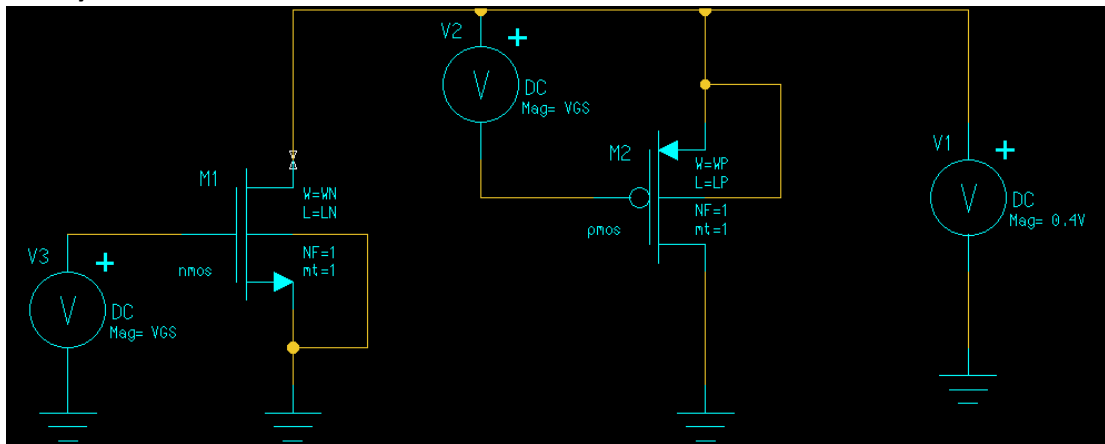 V2
+
V
DC
Mag= VGS
M2
W=WP
L=LP
NF=1
mt=1
pmos
V1
+
V
DC
Mag= 0.4V
M1
W=WN
L=LN
NF=1
mt=1
nmos
V3
+
V
DC
Mag= VGS